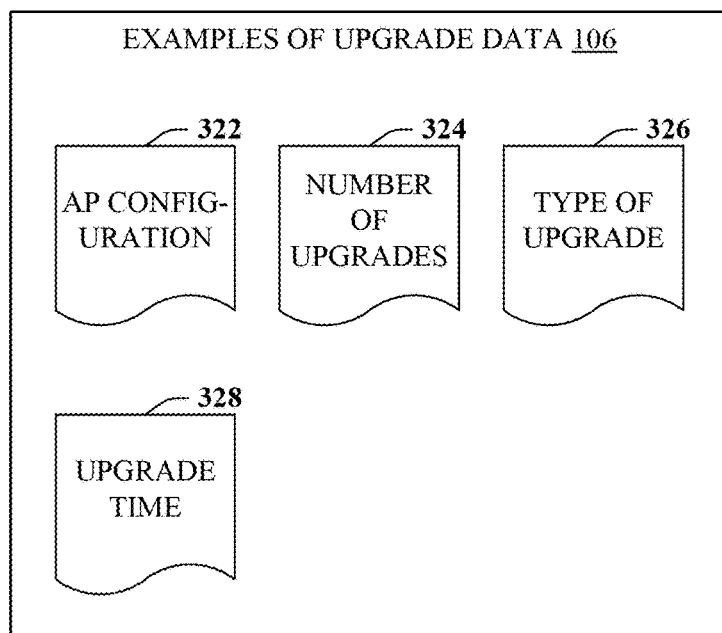 EXAMPLES OF UPGRADE DATA 106
322
AP CONFIG-
URATION
324
NUMBER
OF
UPGRADES
326
TYPE OF
UPGRADE
328
UPGRADE
TIME